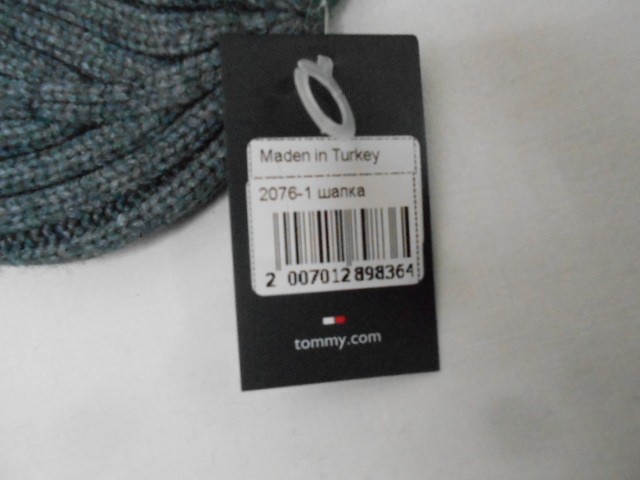 Maden in Turkey
2076-1 шапка
2 007012 898364
tommy.com